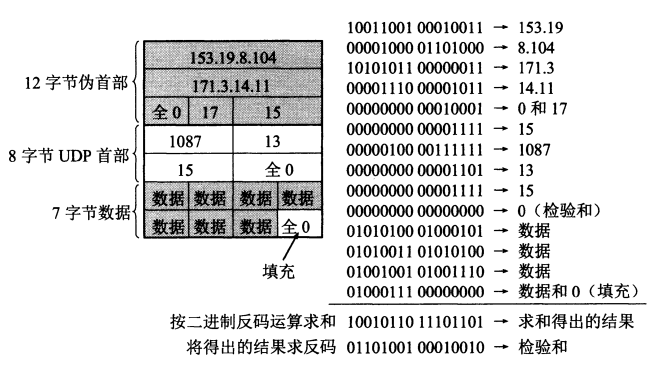 12 字节伪首部
153.19.8.104
171.3.14.11
全 0 17 15
8 字节 UDP 首部
1087 13
15 全 0
7 字节数据
数据 数据 数据 数据
数据 数据 数据 全 0
填充
10011001 00010011 → 153.19
00001000 01101000 → 8.104
10101011 00000011 → 171.3
00001110 00001011 → 14.11
00000000 00010001 → 0 和 17
00000000 00001111 → 15
00000100 00111111 → 1087
00000000 00001101 → 13
00000000 00001111 → 15
00000000 00000000 → 0（检验和）
01010100 01000101 → 数据
01010011 01010100 → 数据
01001001 01001110 → 数据
01000111 00000000 → 数据和 0（填充）
按二进制反码运算求和 10010110 11101101 → 求和得出的结果
将得出的结果求反码 01101001 00010010 → 检验和